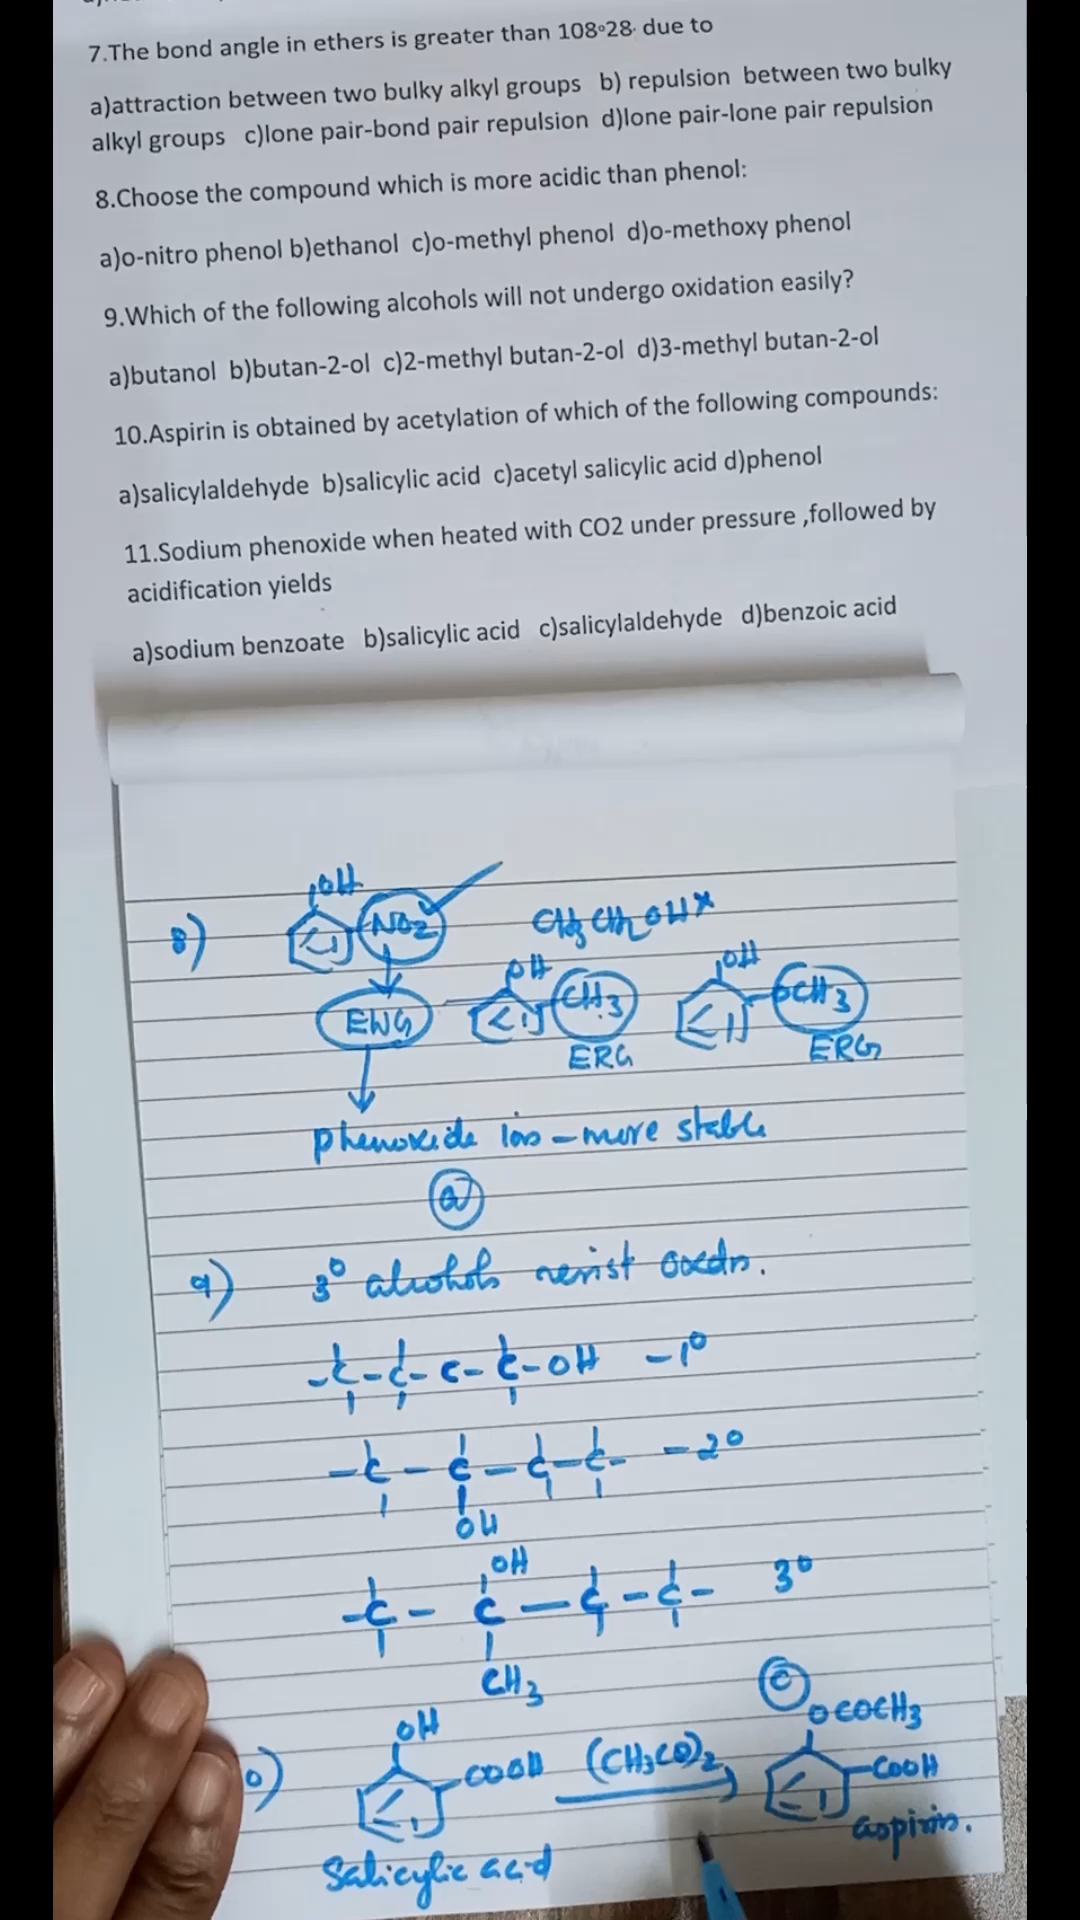 7.The bond angle in ethers is greater than 108°28· due to
a)attraction between two bulky alkyl groups b) repulsion between two bulky
alkyl groups c)lone pair-bond pair repulsion d)lone pair-lone pair repulsion
8.Choose the compound which is more acidic than phenol:
a)o-nitro phenol b)ethanol c)o-methyl phenol d)o-methoxy phenol
9.Which of the following alcohols will not undergo oxidation easily?
a)butanol b)butan-2-ol c)2-methyl butan-2-ol d)3-methyl butan-2-ol
10.Aspirin is obtained by acetylation of which of the following compounds:
a)salicylaldehyde b)salicylic acid c)acetyl salicylic acid d)phenol
11.Sodium phenoxide when heated with CO2 under pressure ,followed by
acidification yields
a)sodium benzoate b)salicylic acid c)salicylaldehyde d)benzoic acid
OH
8) NO2 CH3 CH2 OH x
OH OH
EWG CH3 OCH3
ERG ERG
phenoxide ion - more stable
a
9) 3° alcohols resist oxdn.
-C-C-C-C-OH -1°
-C-C-C-C- -2°
OH
OH
-C-C-C-C- 3°
CH3
c
OH OCOCH3
0) COOH (CH3CO)2 COOH
aspirin.
Salicylic acid